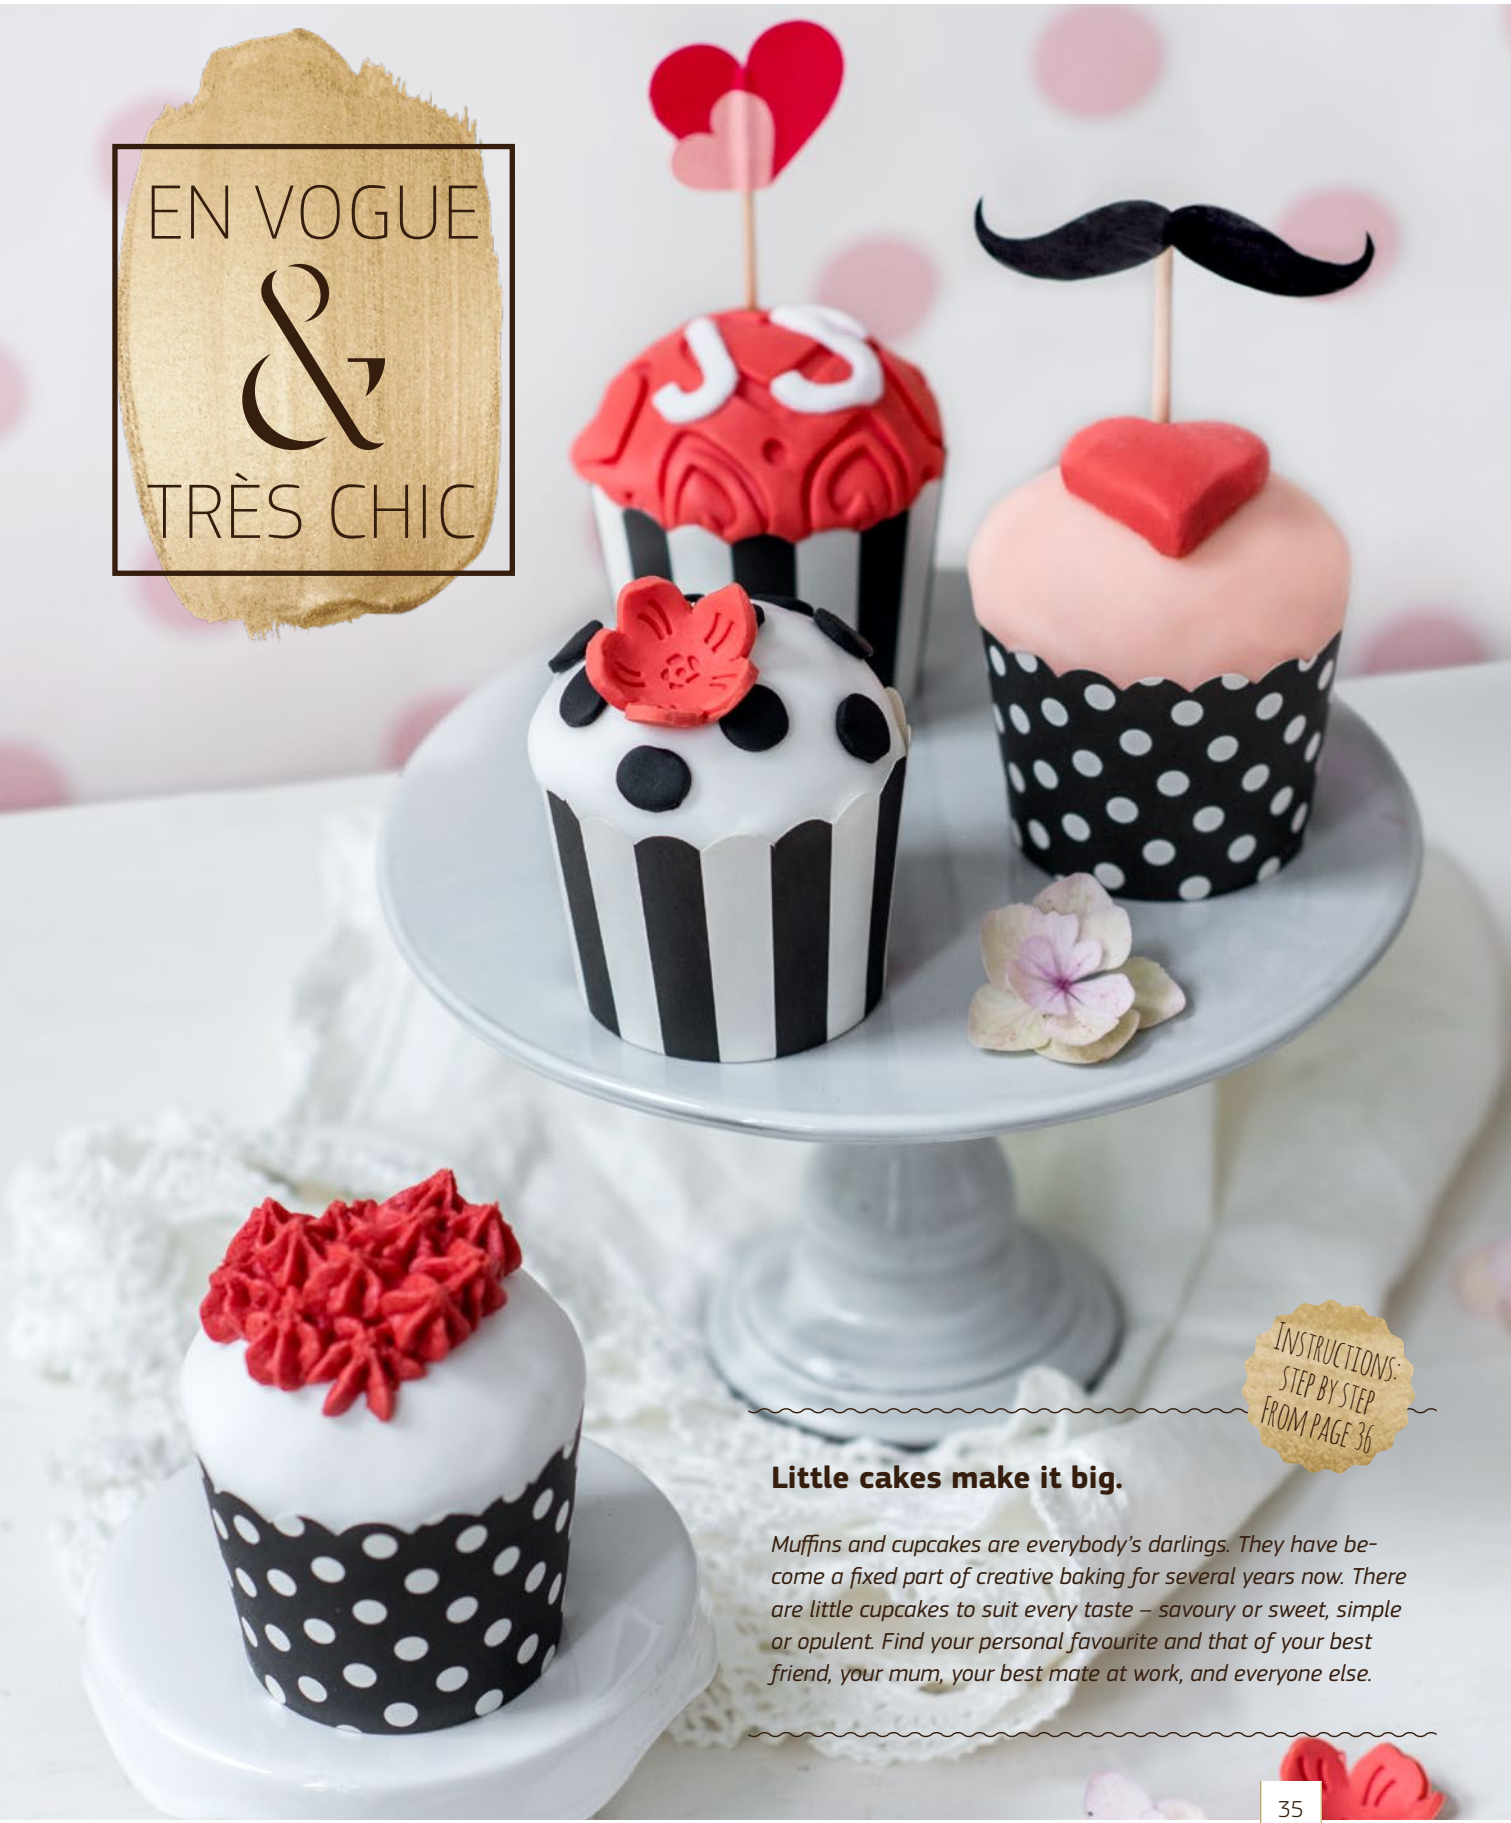 EN VOGUE
&
TRÈS CHIC
JS
INSTRUCTIONS:
STEP BY STEP
FROM PAGE 36
Little cakes make it big.
Muffins and cupcakes are everybody’s darlings. They have be-
come a fixed part of creative baking for several years now. There
are little cupcakes to suit every taste – savoury or sweet, simple
or opulent. Find your personal favourite and that of your best
friend, your mum, your best mate at work, and everyone else.
35